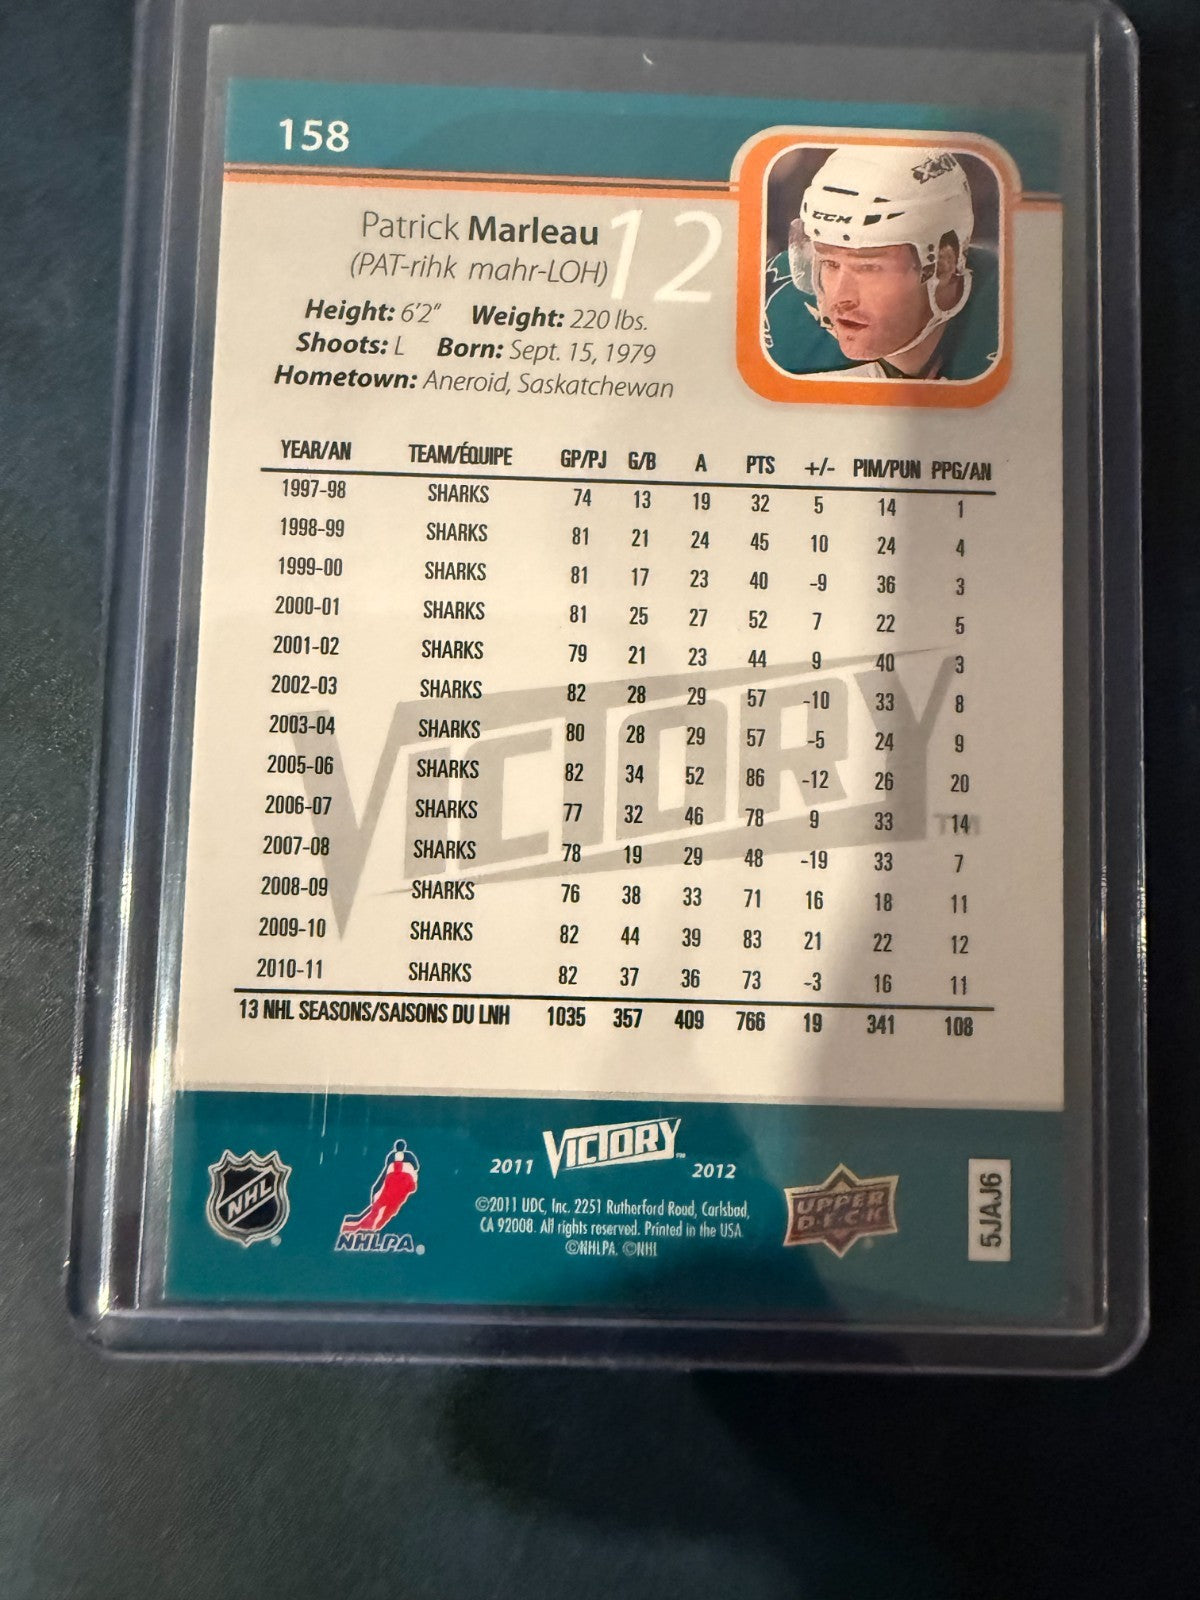 158
Patrick Marleau
12
(PAT-rihk mahr-LOH)
Height: 6'2" Weight: 220 lbs.
Shoots: L Born: Sept. 15, 1979
Hometown: Aneroid, Saskatchewan
CCM
YEAR/AN TEAM/ÉQUIPE GP/PJ G/B A PTS +/- PIM/PUN PPG/AN
1997-98 SHARKS 74 13 19 32 5 14 1
1998-99 SHARKS 81 21 24 45 10 24 4
1999-00 SHARKS 81 17 23 40 -9 36 3
2000-01 SHARKS 81 25 27 52 7 22 5
2001-02 SHARKS 79 21 23 44 9 40 3
2002-03 SHARKS 82 28 29 57 -10 33 8
2003-04 SHARKS 80 28 29 57 -5 24 9
2005-06 SHARKS 82 34 52 86 -12 26 20
2006-07 SHARKS 77 32 46 78 9 33 14
2007-08 SHARKS 78 19 29 48 -19 33 7
2008-09 SHARKS 76 38 33 71 16 18 11
2009-10 SHARKS 82 44 39 83 21 22 12
2010-11 SHARKS 82 37 36 73 -3 16 11
13 NHL SEASONS/SAISONS DU LNH 1035 357 409 766 19 341 108
VICTORY TM
NHL
NHLPA®
2011 VICTORY™ 2012
©2011 UDC, Inc. 2251 Rutherford Road, Carlsbad,
CA 92008. All rights reserved. Printed in the USA
©NHLPA. ©NHL
UPPER
DECK
5JAJ6